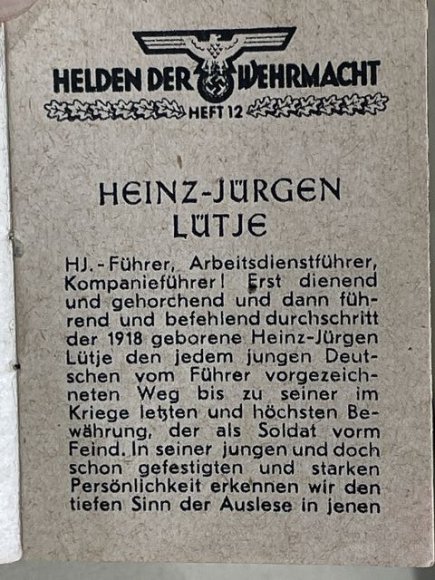 HELDEN DER WEHRMACHT
HEFT 12
HEINZ-JÜRGEN
LÜTJE
HJ.-Führer, Arbeitsdienstführer,
Kompanieführer! Erst dienend
und gehorchend und dann füh-
rend und befehlend durchschritt
der 1918 geborene Heinz-Jürgen
Lütje den jedem jungen Deut-
schen vom Führer vorgezeich-
neten Weg bis zu seiner im
Kriege letzten und höchsten Be-
währung, der als Soldat vorm
Feind. In seiner jungen und doch
schon gefestigten und starken
Persönlichkeit erkennen wir den
tiefen Sinn der Auslese in jenen